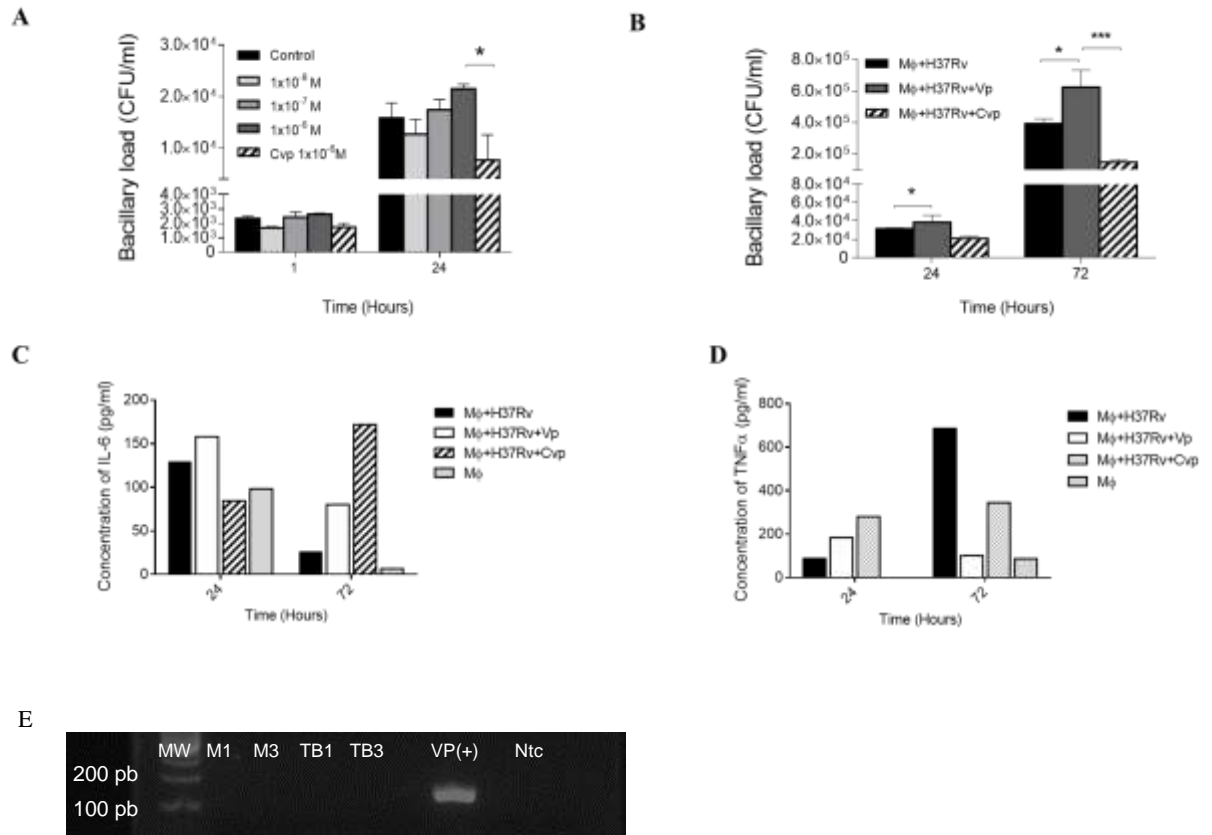 A
Bacillary load (CFU/ml)
3.0×10⁴
2.0×10⁴
1.0×10⁴
4.0×10³
3.0×10³
2.0×10³
1.0×10³
0
Control
1x10⁻⁸ M
1x10⁻⁷ M
1x10⁻⁶ M
Cvp 1x10⁻⁶M
*
1
24
Time (Hours)
B
Bacillary load (CFU/ml)
8.0×10⁵
6.0×10⁵
4.0×10⁵
2.0×10⁵
4.0×10⁴
4.0×10⁴
2.0×10⁴
0
Mϕ+H37Rv
Mϕ+H37Rv+Vp
Mϕ+H37Rv+Cvp
*
*
***
24
72
Time (Hours)
C
Concentration of IL-6 (pg/ml)
200
150
100
50
0
24
72
Time (Hours)
Mϕ+H37Rv
Mϕ+H37Rv+Vp
Mϕ+H37Rv+Cvp
Mϕ
D
Concentration of TNFα (pg/ml)
800
600
400
200
0
24
72
Time (Hours)
Mϕ+H37Rv
Mϕ+H37Rv+Vp
Mϕ+H37Rv+Cvp
Mϕ
E
MW M1 M3 TB1 TB3 VP(+) Ntc
200 pb
100 pb